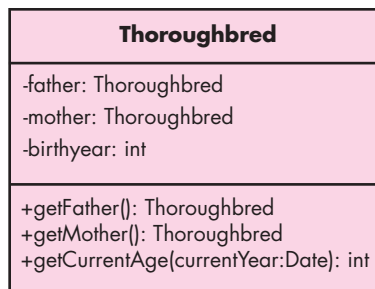 Thoroughbred
-father: Thoroughbred
-mother: Thoroughbred
-birthyear: int
+getFather(): Thoroughbred
+getMother(): Thoroughbred
+getCurrentAge(currentYear:Date): int